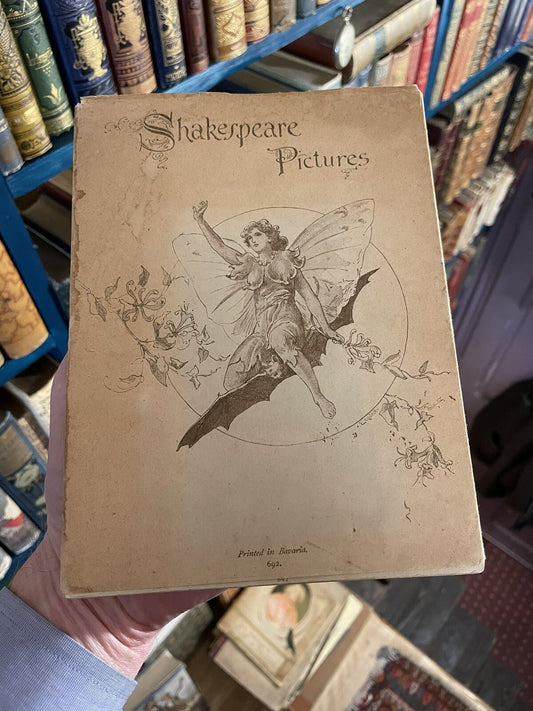 Shakespeare
Pictures
Printed in Bavaria.
692.